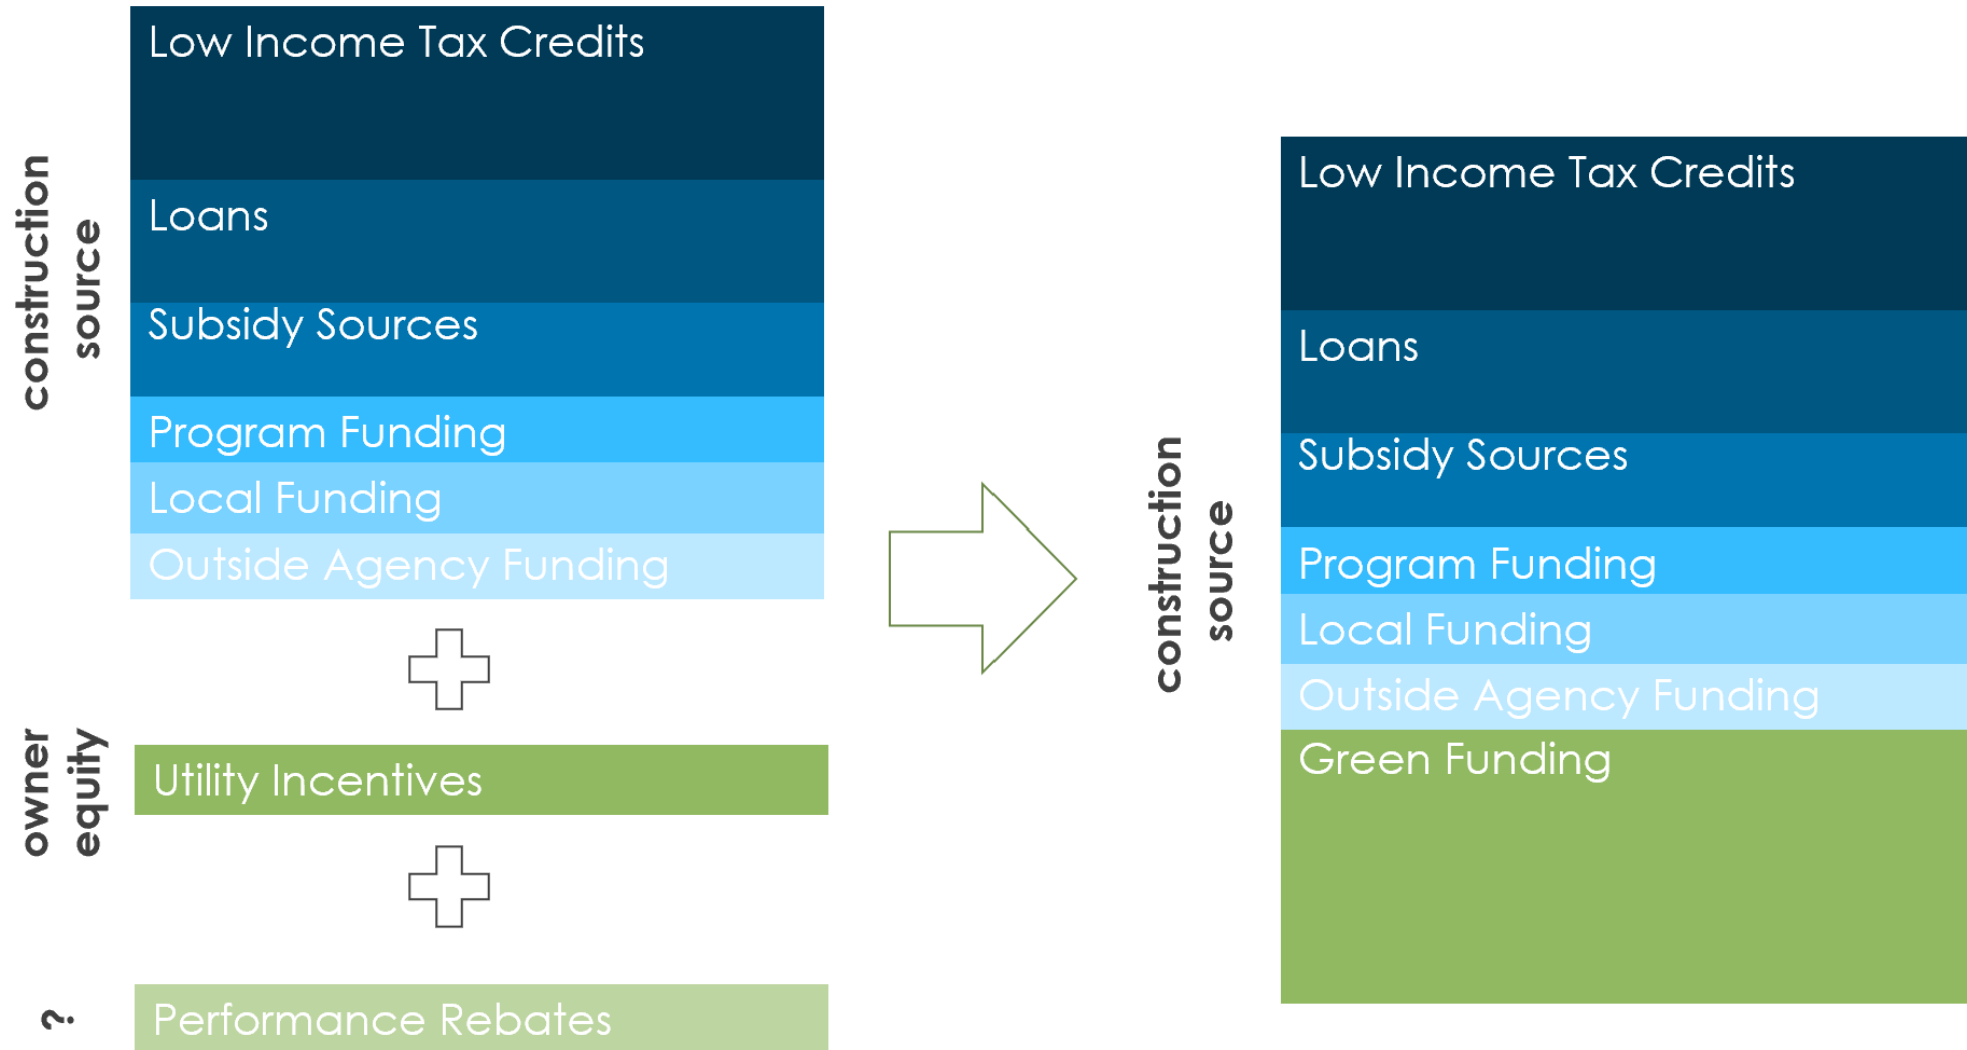 construction
source
Low Income Tax Credits
Loans
Subsidy Sources
Program Funding
Local Funding
Outside Agency Funding
owner
equity
Utility Incentives
?
Performance Rebates
construction
source
Low Income Tax Credits
Loans
Subsidy Sources
Program Funding
Local Funding
Outside Agency Funding
Green Funding